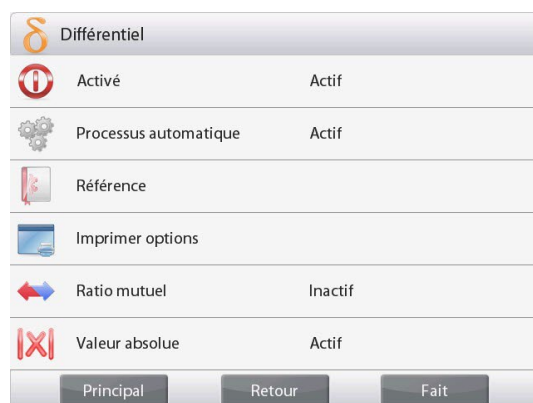 δ Différentiel
Activé Actif
Processus automatique Actif
Référence
Imprimer options
Ratio mutuel Inactif
|X| Valeur absolue Actif
Principal Retour Fait